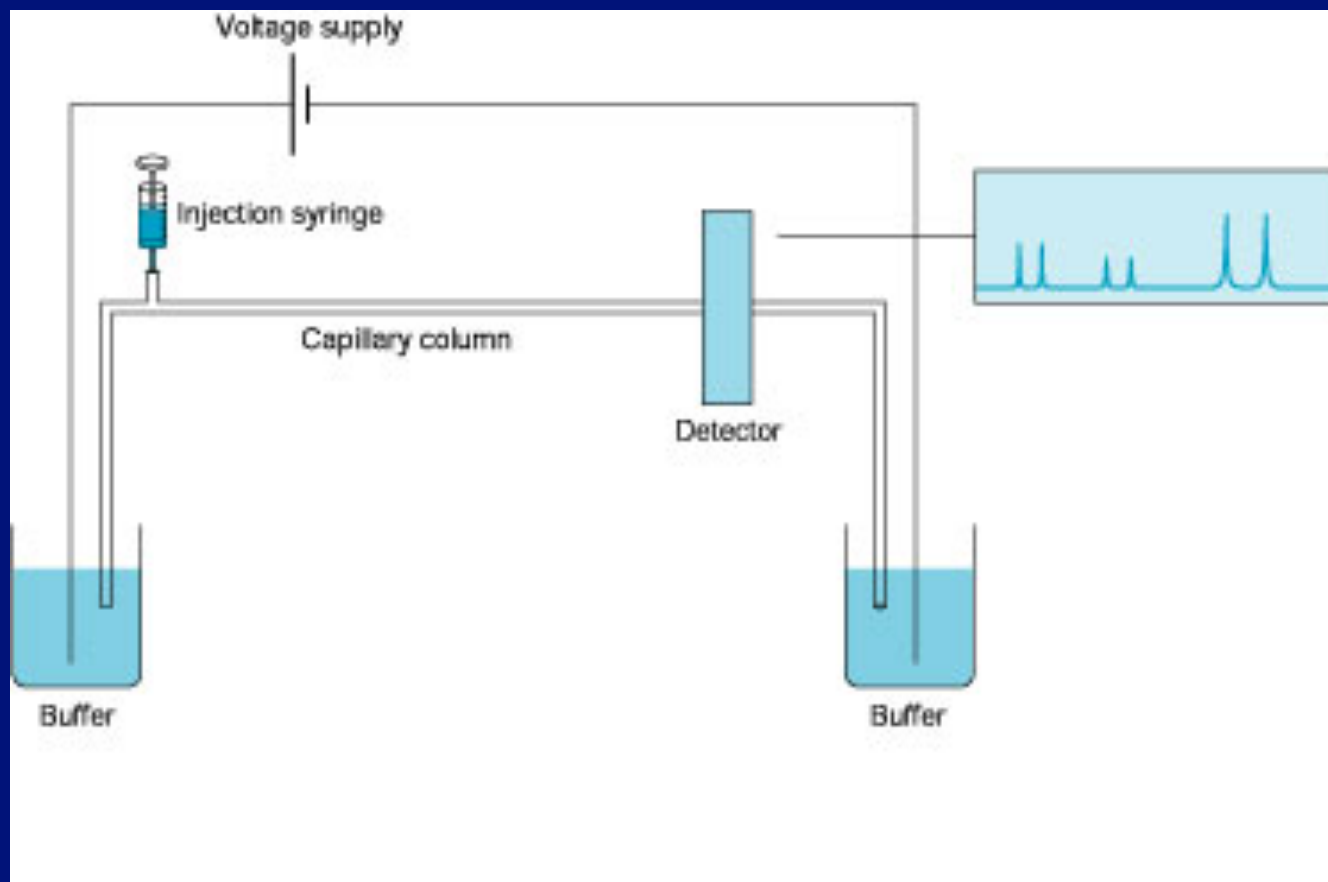 Voltage supply
Injection syringe
Capillary column
Detector
Buffer
Buffer